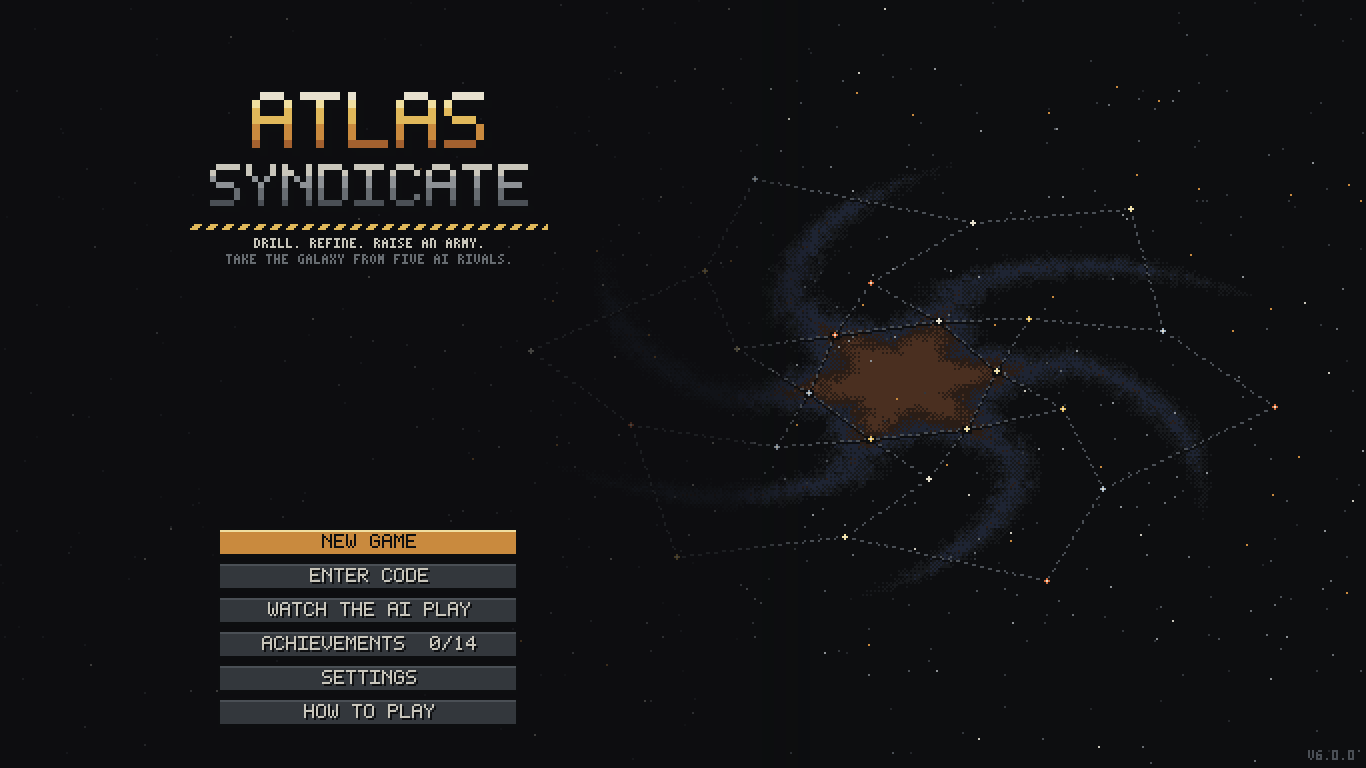 ATLAS
SYNDICATE
DRILL. REFINE. RAISE AN ARMY.
TAKE THE GALAXY FROM FIVE AI RIVALS.
NEW GAME
ENTER CODE
WATCH THE AI PLAY
ACHIEVEMENTS 0/14
SETTINGS
HOW TO PLAY
V6.0.0